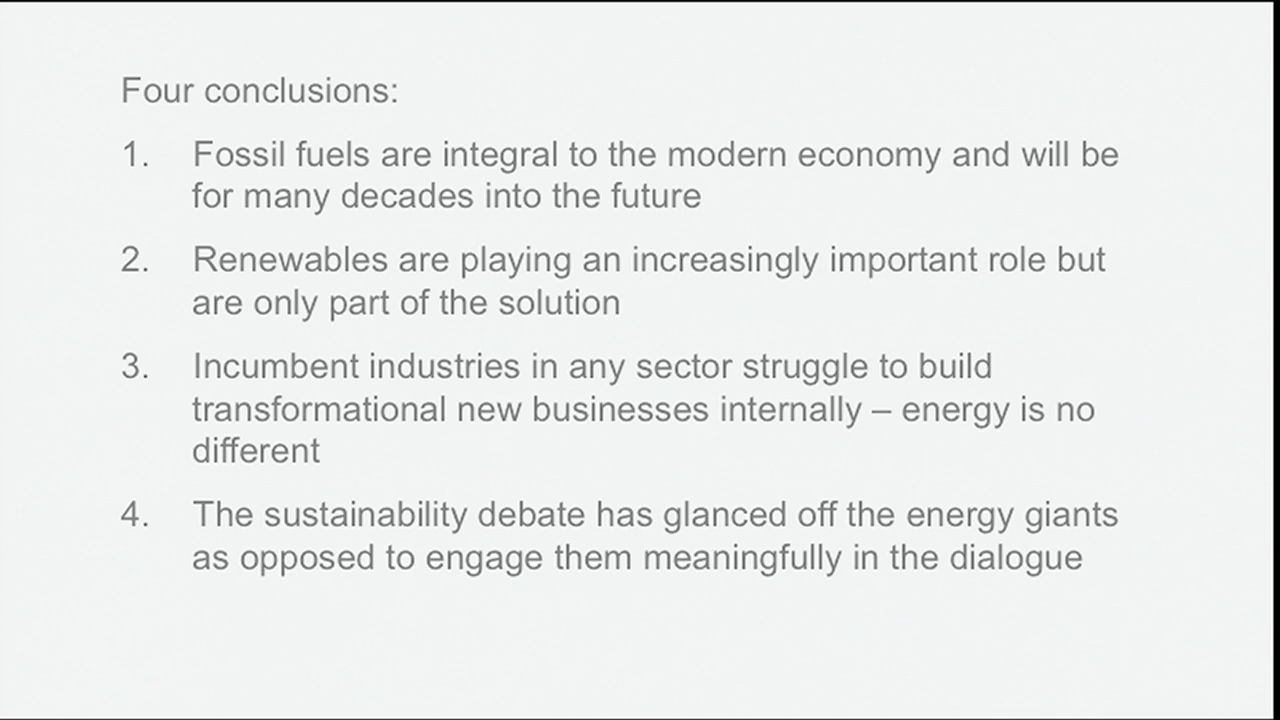 Four conclusions:
1. Fossil fuels are integral to the modern economy and will be
for many decades into the future
2. Renewables are playing an increasingly important role but
are only part of the solution
3. Incumbent industries in any sector struggle to build
transformational new businesses internally – energy is no
different
4. The sustainability debate has glanced off the energy giants
as opposed to engage them meaningfully in the dialogue